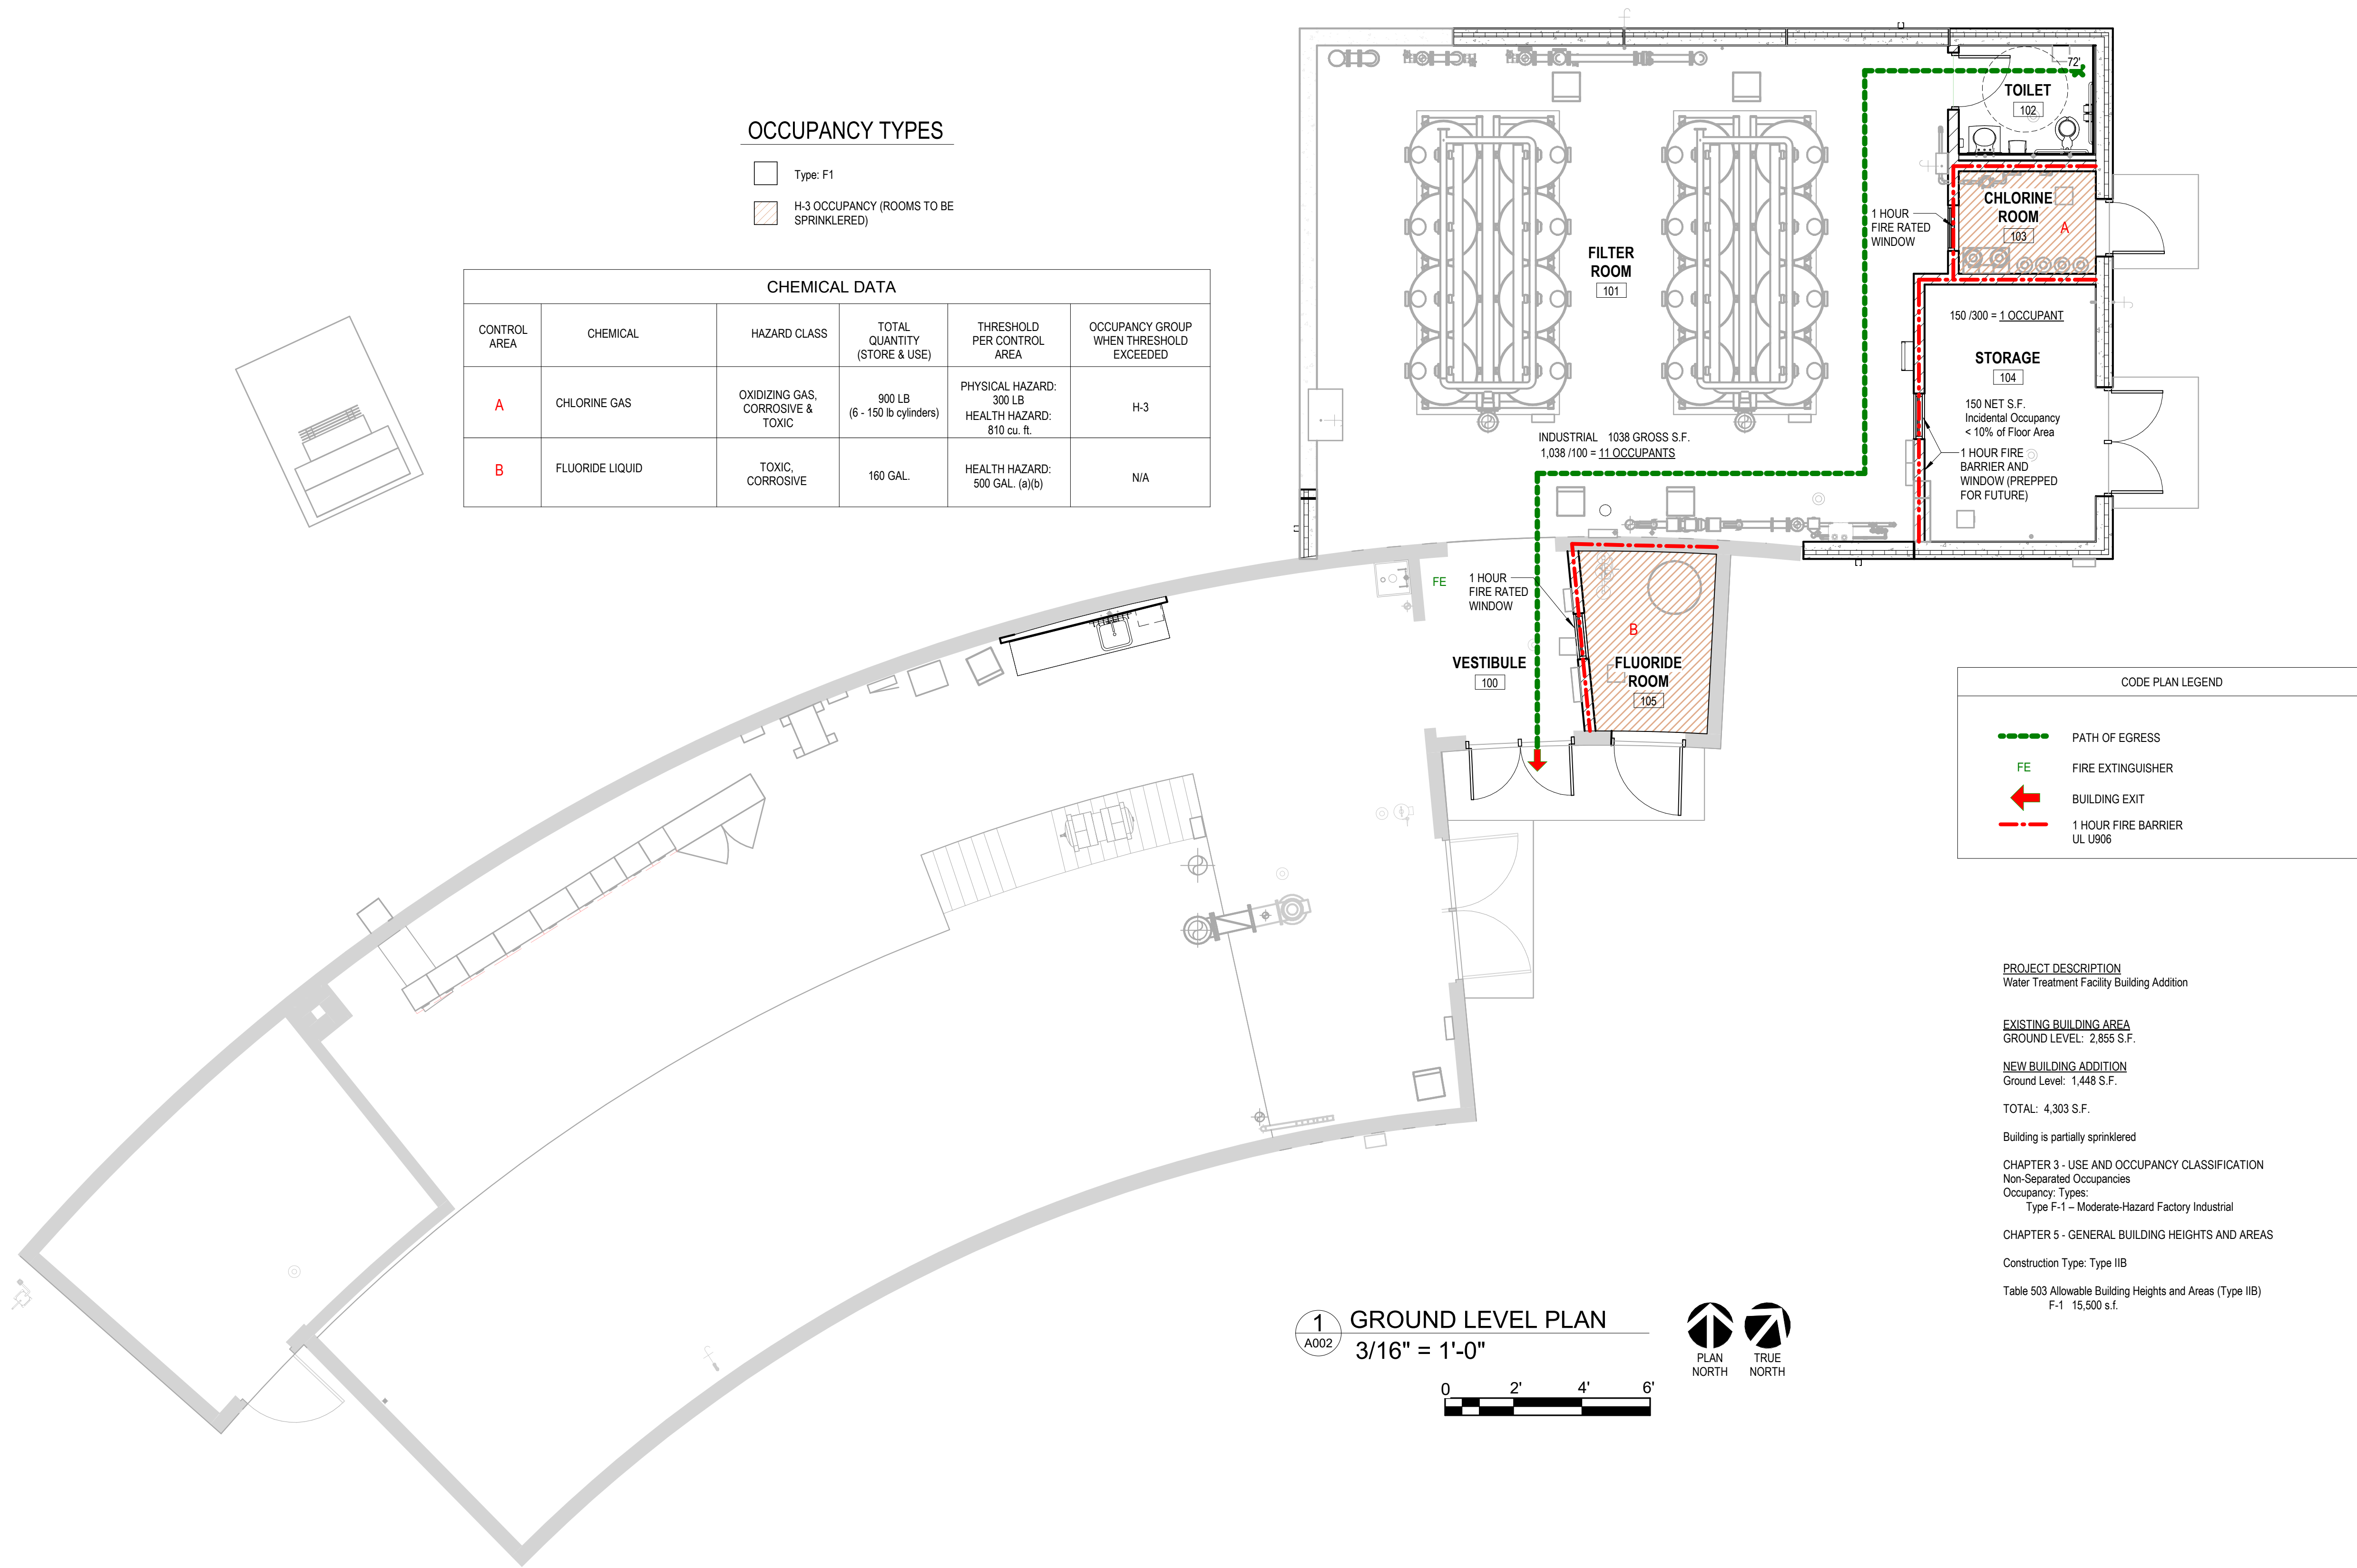 OCCUPANCY TYPES
Type: F1
H-3 OCCUPANCY (ROOMS TO BE
SPRINKLERED)
CHEMICAL DATA
CONTROL
AREA
CHEMICAL
HAZARD CLASS
TOTAL
QUANTITY
(STORE & USE)
THRESHOLD
PER CONTROL
AREA
OCCUPANCY GROUP
WHEN THRESHOLD
EXCEEDED
A
CHLORINE GAS
OXIDIZING GAS,
CORROSIVE &
TOXIC
900 LB
(6 - 150 lb cylinders)
PHYSICAL HAZARD:
300 LB
HEALTH HAZARD:
810 cu. ft.
H-3
B
FLUORIDE LIQUID
TOXIC,
CORROSIVE
160 GAL.
HEALTH HAZARD:
500 GAL. (a)(b)
N/A
72'
TOILET
102
CHLORINE
ROOM
103
A
1 HOUR
FIRE RATED
WINDOW
FILTER
ROOM
101
150 /300 = 1 OCCUPANT
STORAGE
104
150 NET S.F.
Incidental Occupancy
< 10% of Floor Area
1 HOUR FIRE
BARRIER AND
WINDOW (PREPPED
FOR FUTURE)
INDUSTRIAL 1038 GROSS S.F.
1,038 /100 = 11 OCCUPANTS
FE
1 HOUR
FIRE RATED
WINDOW
B
VESTIBULE
100
FLUORIDE
ROOM
105
CODE PLAN LEGEND
PATH OF EGRESS
FE
FIRE EXTINGUISHER
BUILDING EXIT
1 HOUR FIRE BARRIER
UL U906
PROJECT DESCRIPTION
Water Treatment Facility Building Addition
EXISTING BUILDING AREA
GROUND LEVEL: 2,855 S.F.
NEW BUILDING ADDITION
Ground Level: 1,448 S.F.
TOTAL: 4,303 S.F.
Building is partially sprinklered
CHAPTER 3 - USE AND OCCUPANCY CLASSIFICATION
Non-Separated Occupancies
Occupancy: Types:
Type F-1 – Moderate-Hazard Factory Industrial
CHAPTER 5 - GENERAL BUILDING HEIGHTS AND AREAS
Construction Type: Type IIB
Table 503 Allowable Building Heights and Areas (Type IIB)
F-1 15,500 s.f.
1
A002
GROUND LEVEL PLAN
3/16" = 1'-0"
PLAN
NORTH
TRUE
NORTH
0 2' 4' 6'